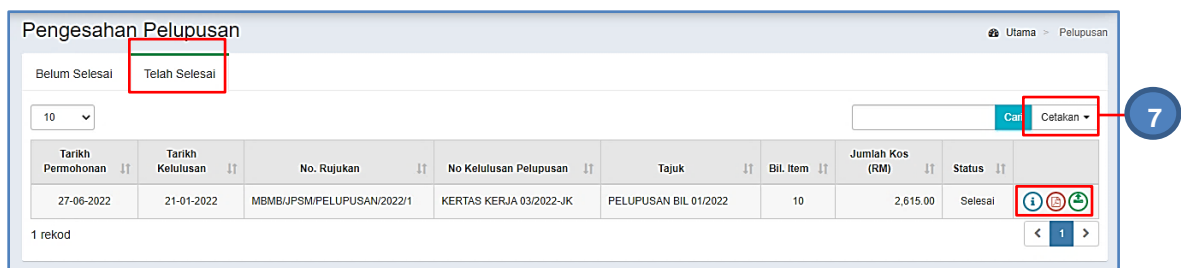 Pengesahan Pelupusan
Utama > Pelupusan
Belum Selesai Telah Selesai
10 Cari Cetakan
7
Tarikh Permohonan Tarikh Kelulusan No. Rujukan No Kelulusan Pelupusan Tajuk Bil. Item Jumlah Kos (RM) Status
27-06-2022 21-01-2022 MBMB/JPSM/PELUPUSAN/2022/1 KERTAS KERJA 03/2022-JK PELUPUSAN BIL 01/2022 10 2,615.00 Selesai
1 rekod < 1 >